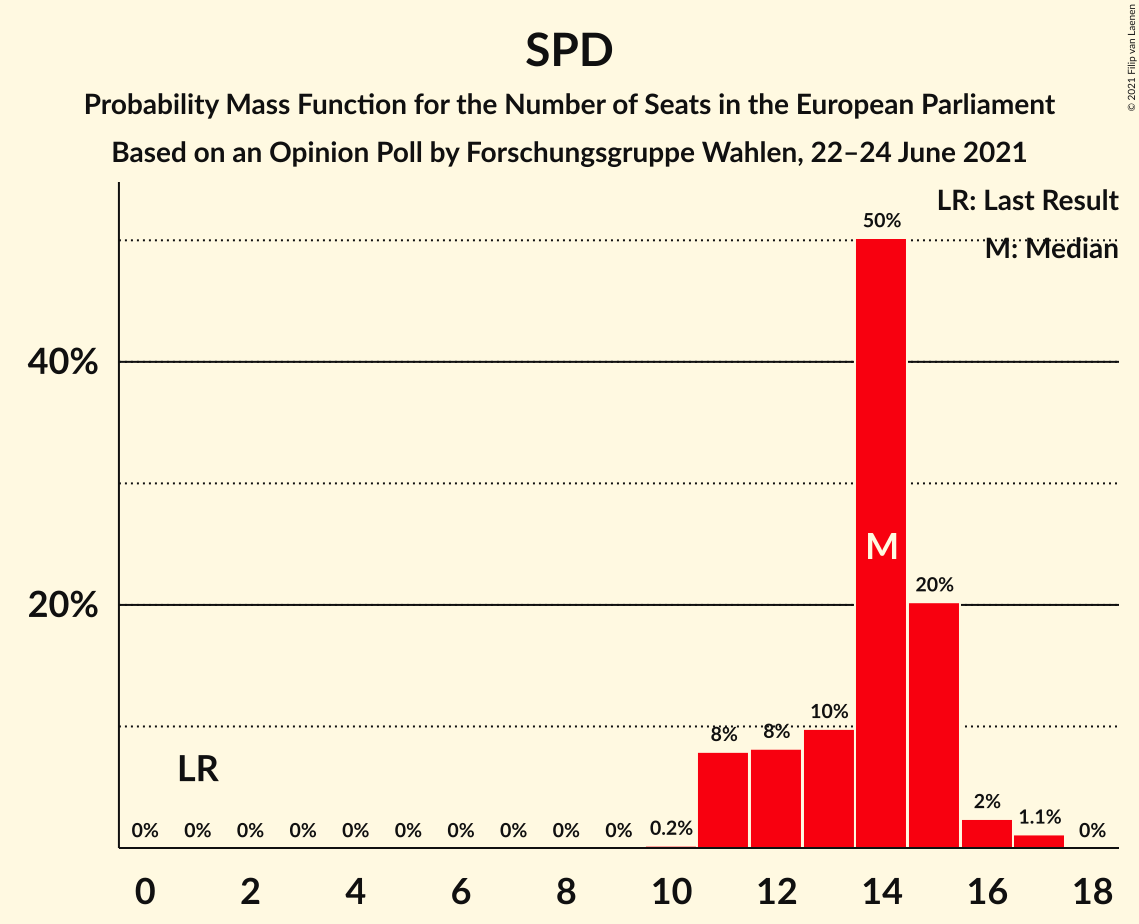 SPD
Probability Mass Function for the Number of Seats in the European Parliament
Based on an Opinion Poll by Forschungsgruppe Wahlen, 22–24 June 2021
© 2021 Filip van Laenen
LR: Last Result
M: Median
50%
40%
M
20%
20%
10%
8% 8%
LR
2%
1.1%
0% 0% 0% 0% 0% 0% 0% 0% 0% 0% 0.2% 0%
0 2 4 6 8 10 12 14 16 18